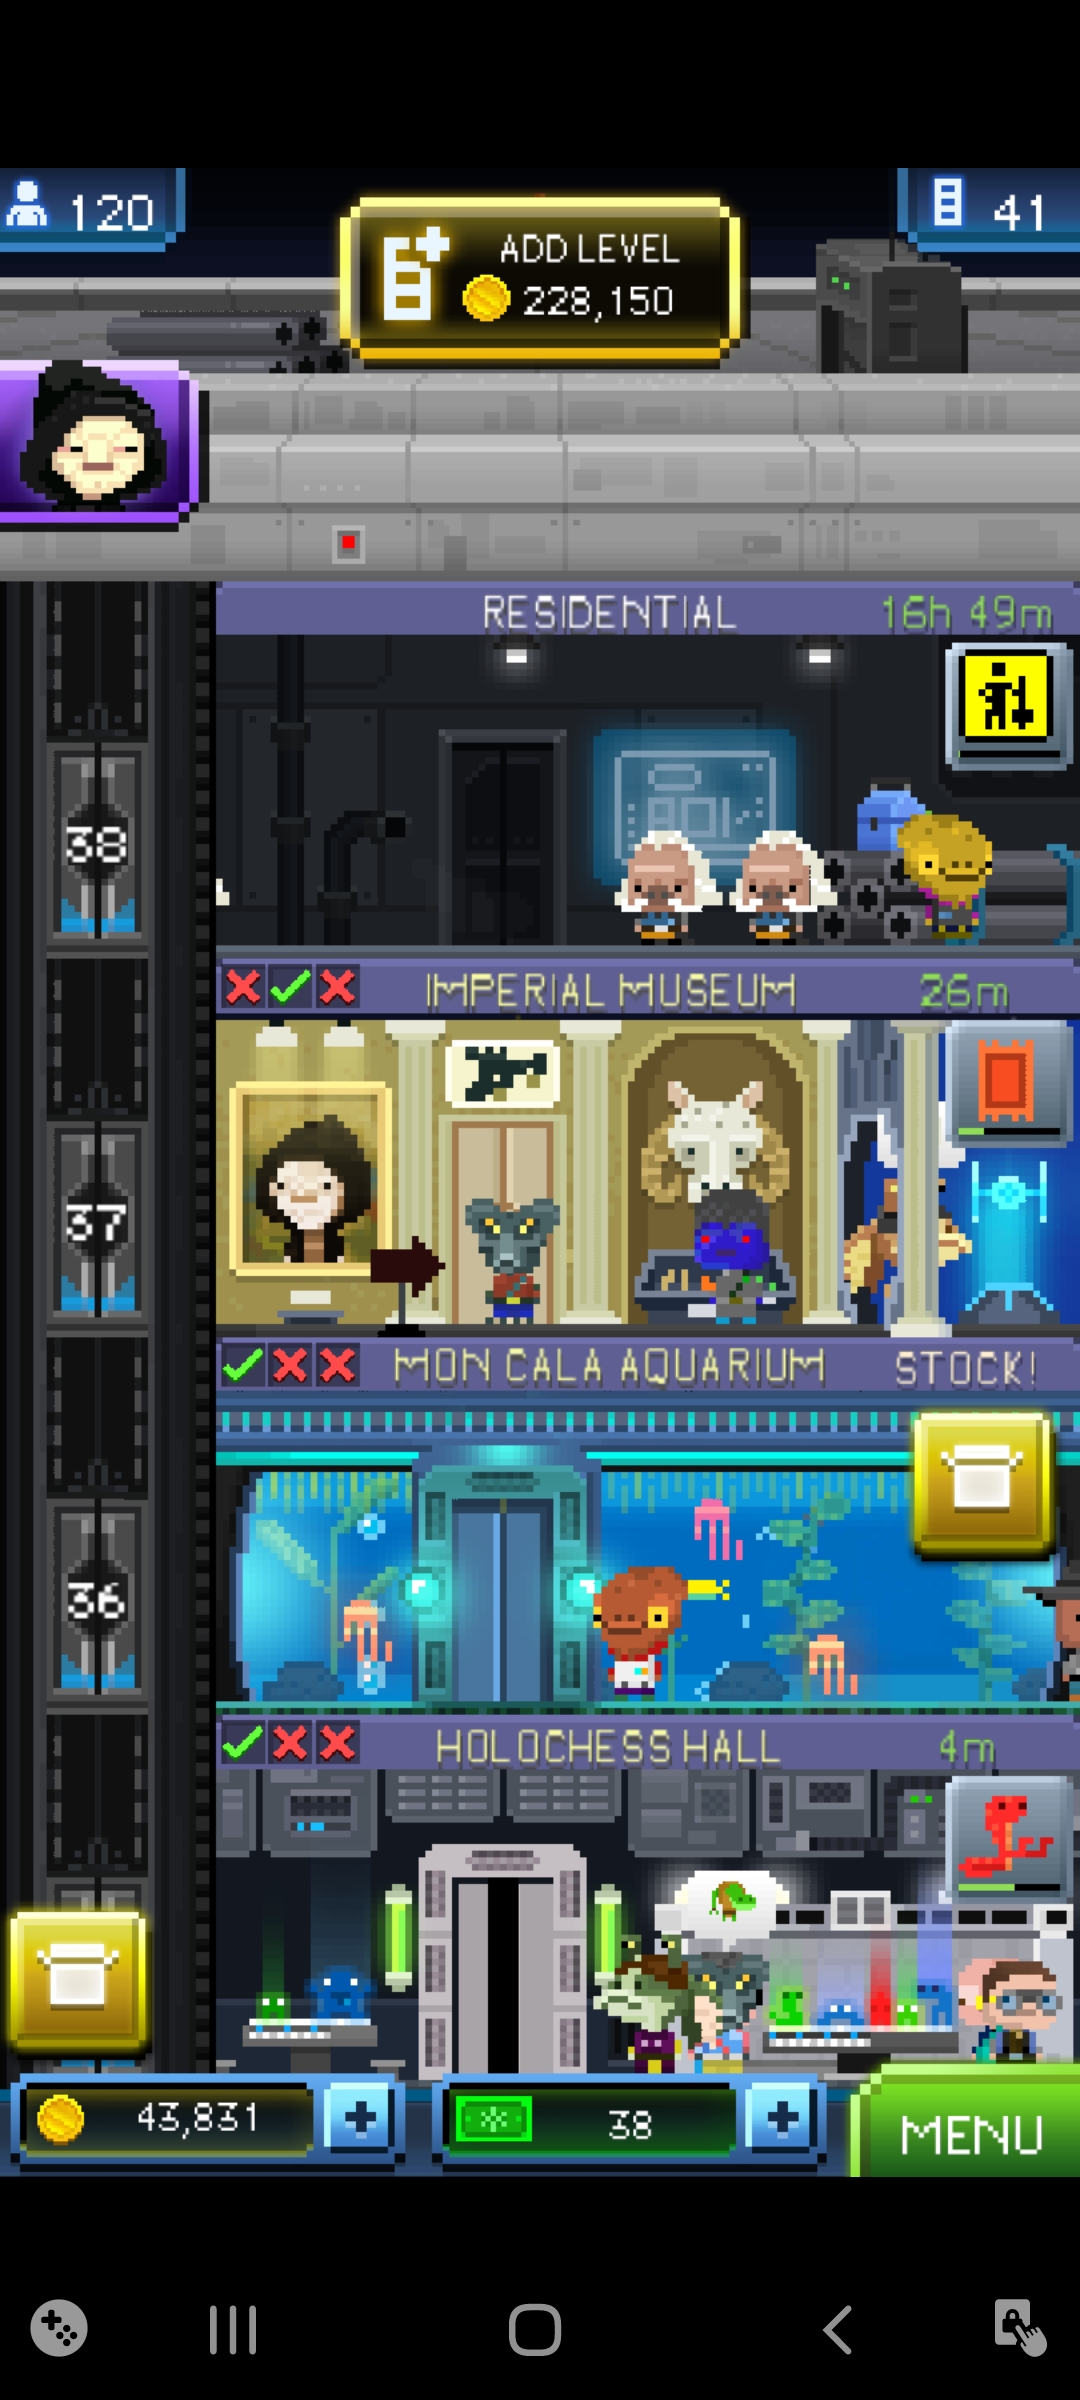 120
ADD LEVEL
228,150
41
RESIDENTIAL 16h 49m
38
IMPERIAL MUSEUM 26m
37
MON CALA AQUARIUM STOCK!
36
HOLOCHESS HALL 4m
43,831
38
MENU